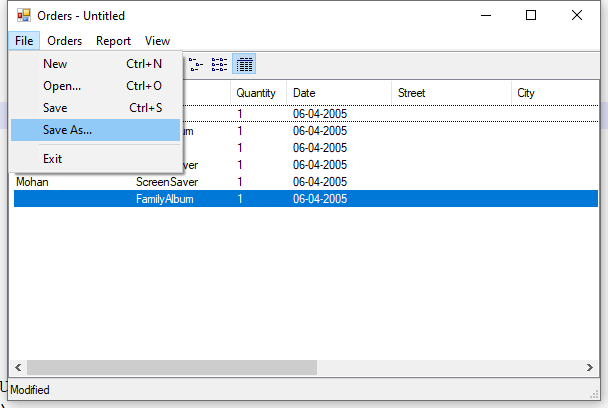 Orders - Untitled
File Orders Report View
New Ctrl+N
Open... Ctrl+O
Save Ctrl+S
Save As...
Exit
Quantity Date Street City
1 06-04-2005
1 06-04-2005
1 06-04-2005
1 06-04-2005
Mohan ScreenSaver 1 06-04-2005
FamilyAlbum 1 06-04-2005
Modified